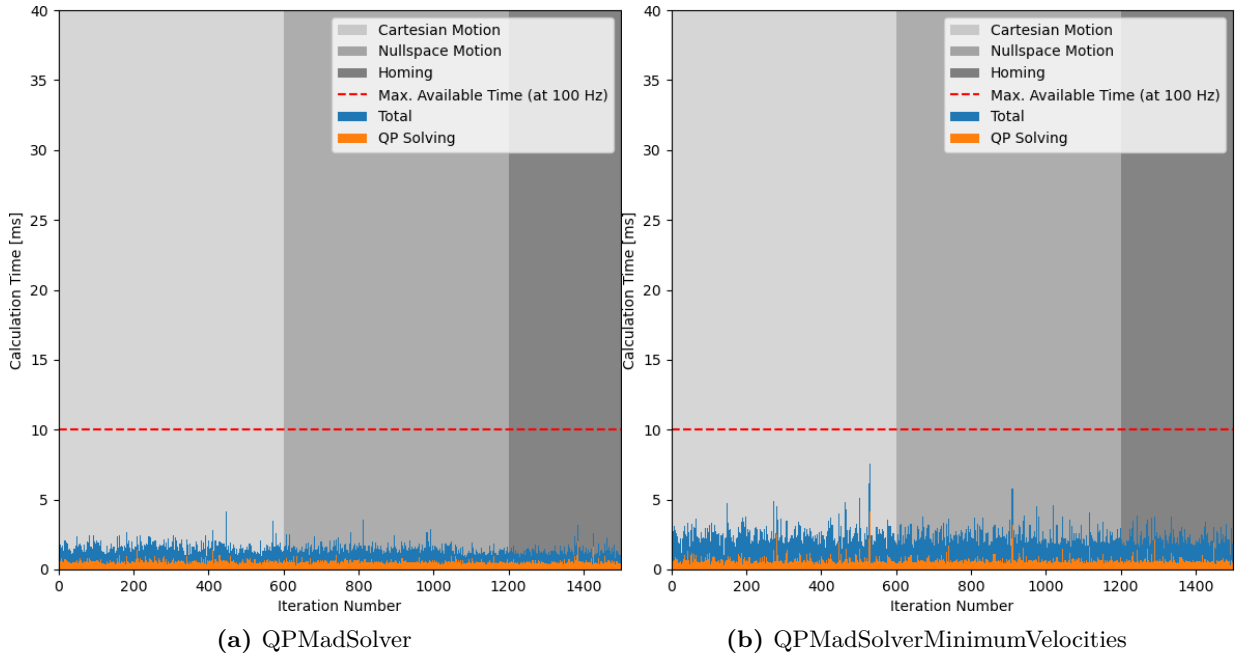 40
35
30
25
20
15
10
5
0
Calculation Time [ms]
Cartesian Motion
Nullspace Motion
Homing
Max. Available Time (at 100 Hz)
Total
QP Solving
0 200 400 600 800 1000 1200 1400
Iteration Number
(a) QPMadSolver
40
35
30
25
20
15
10
5
0
Calculation Time [ms]
Cartesian Motion
Nullspace Motion
Homing
Max. Available Time (at 100 Hz)
Total
QP Solving
0 200 400 600 800 1000 1200 1400
Iteration Number
(b) QPMadSolverMinimumVelocities